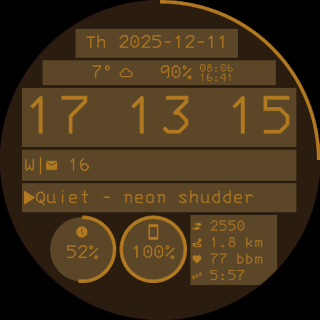 Th 2025-12-11
7° 90% 08:06
16:41
17 13 15
W| 16
Quiet - neon shudder
52% 100%
2550
1.8 km
77 bbm
5:57